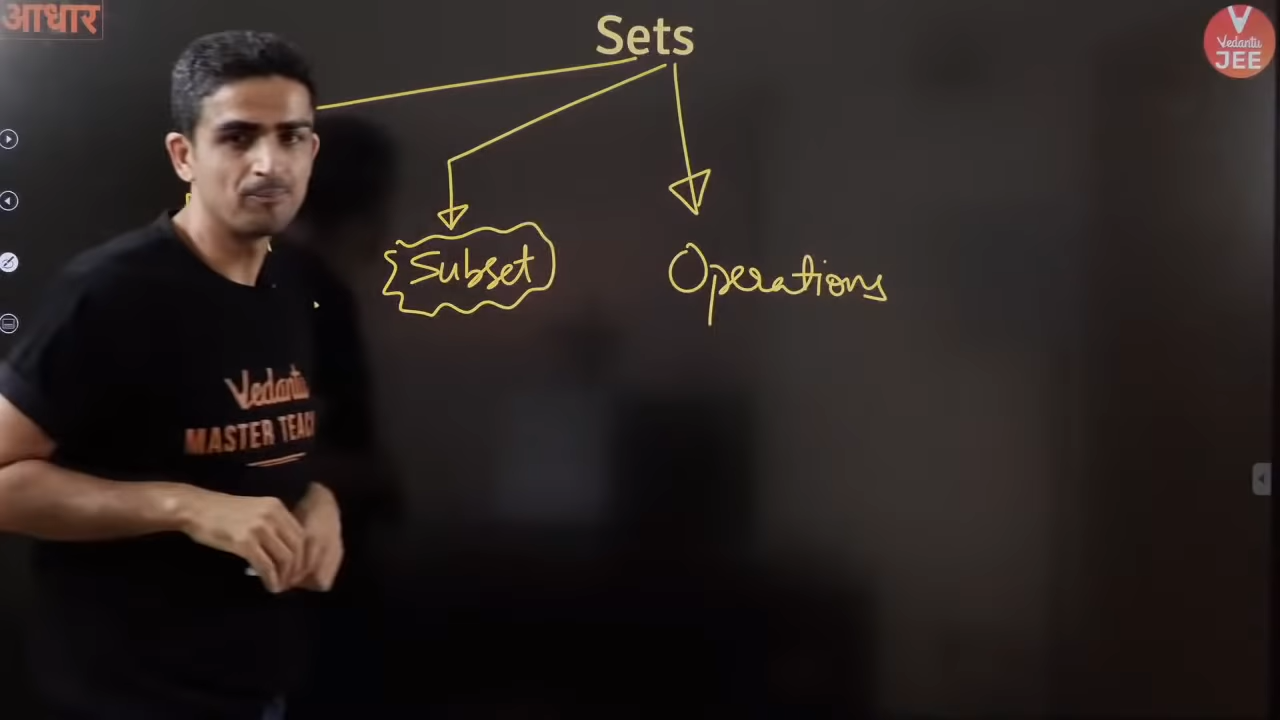 आधार
Sets
Vedantu
JEE
Subset
Operations
Vedantu
MASTER TEAC